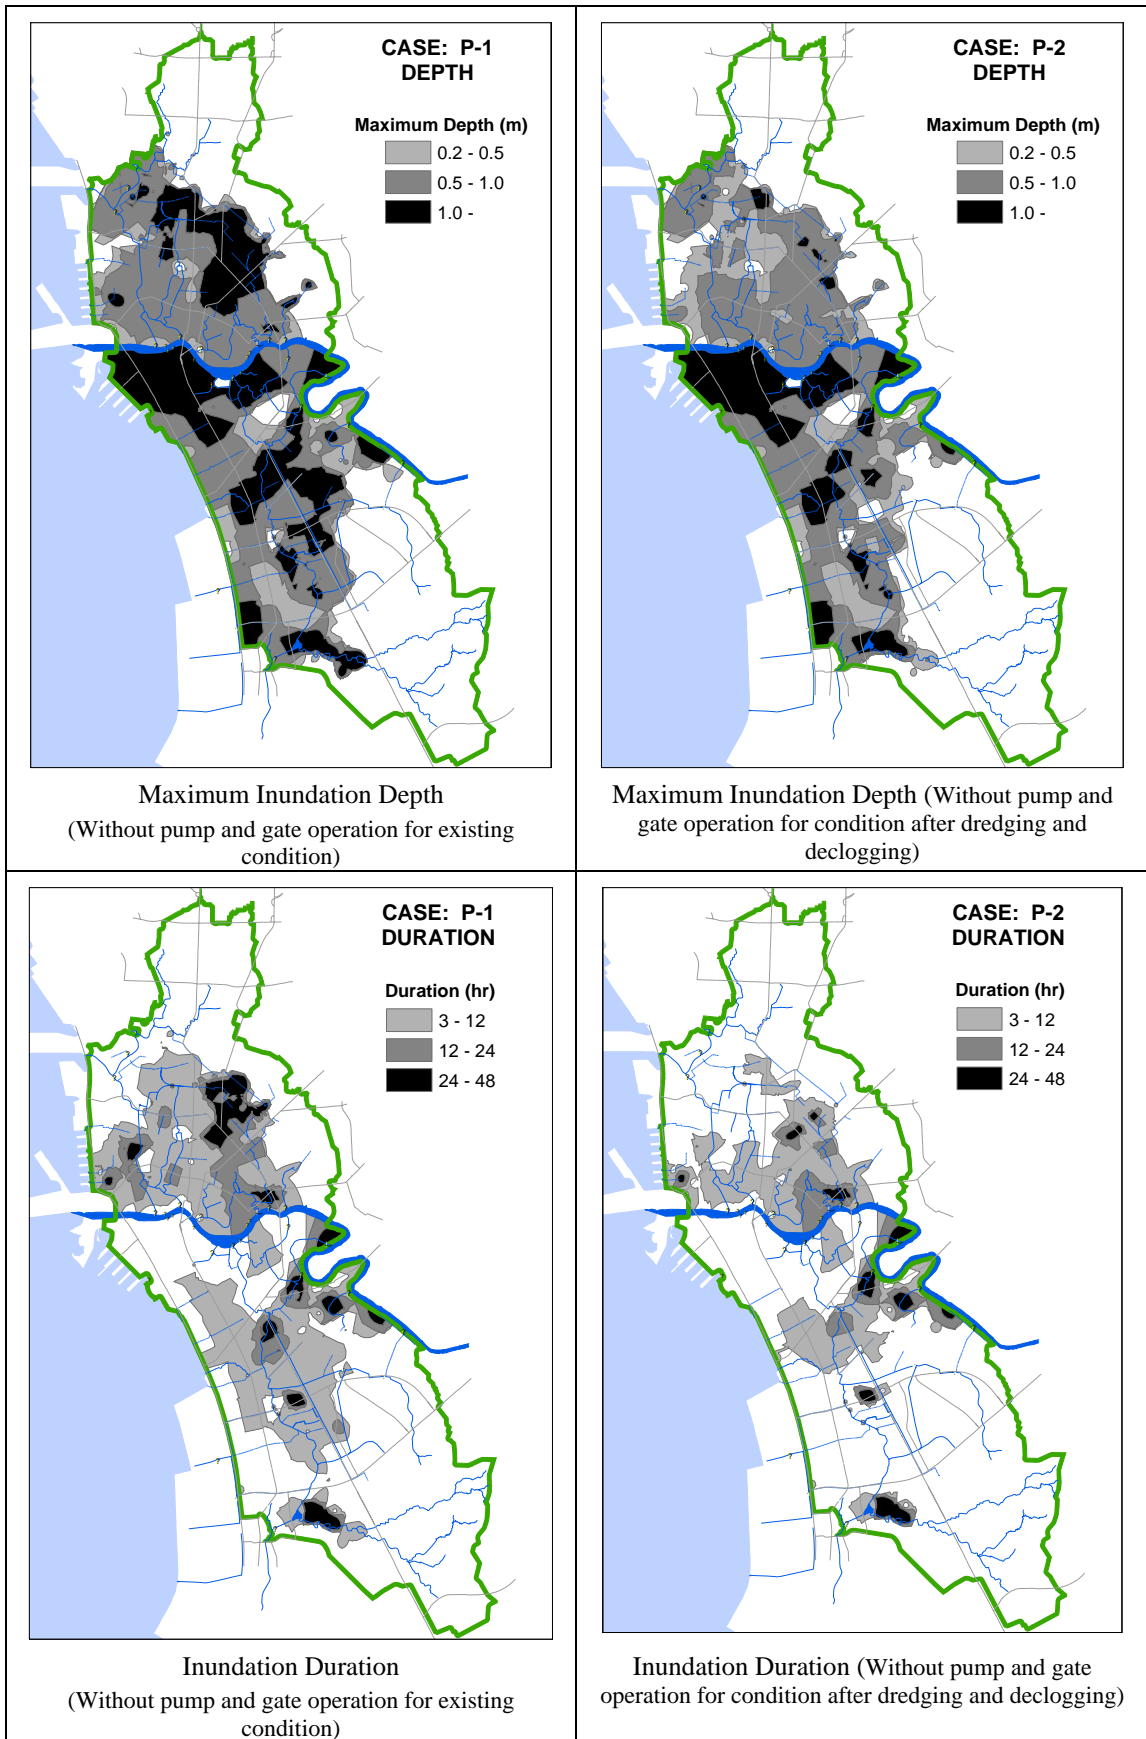 CASE: P-1
DEPTH
Maximum Depth (m)
0.2 - 0.5
0.5 - 1.0
1.0 -
Maximum Inundation Depth
(Without pump and gate operation for existing
condition)
CASE: P-2
DEPTH
Maximum Depth (m)
0.2 - 0.5
0.5 - 1.0
1.0 -
Maximum Inundation Depth (Without pump and
gate operation for condition after dredging and
declogging)
CASE: P-1
DURATION
Duration (hr)
3 - 12
12 - 24
24 - 48
Inundation Duration
(Without pump and gate operation for existing
condition)
CASE: P-2
DURATION
Duration (hr)
3 - 12
12 - 24
24 - 48
Inundation Duration (Without pump and gate
operation for condition after dredging and declogging)